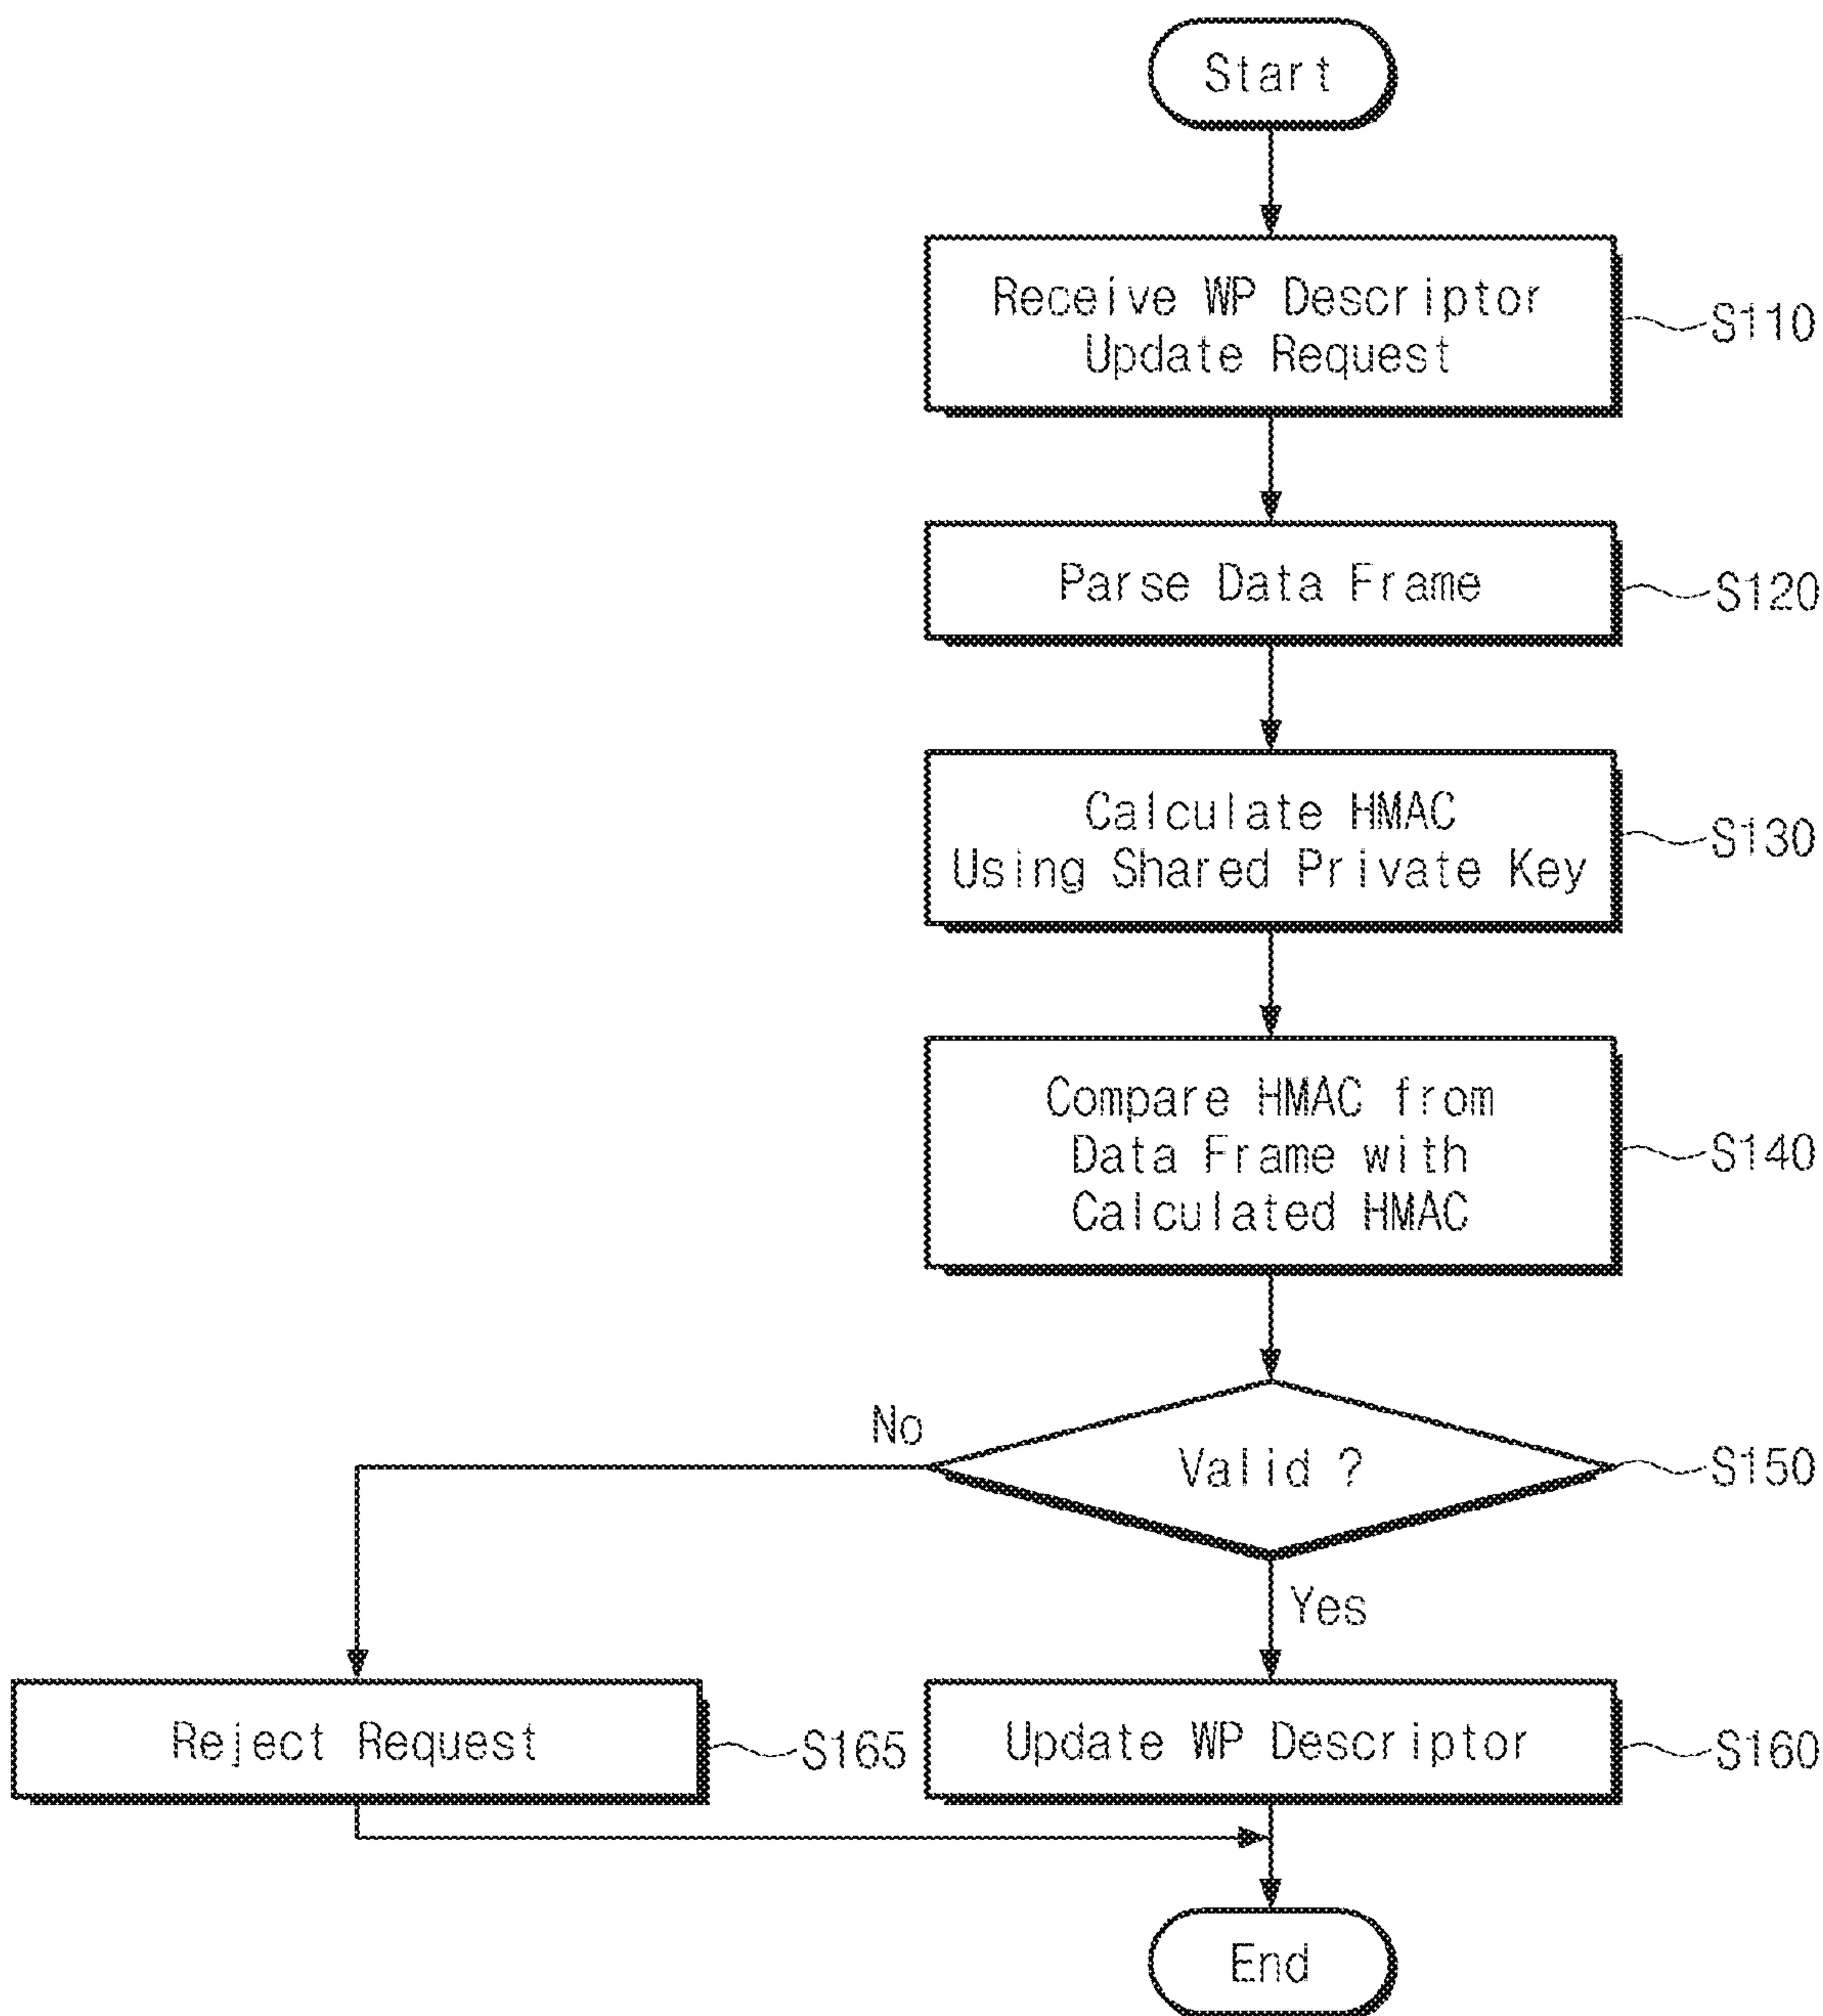 Start
Receive WP Descriptor
Update Request
S110
Parse Data Frame
S120
Calculate HMAC
Using Shared Private Key
S130
Compare HMAC from
Data Frame with
Calculated HMAC
S140
No
Valid ?
S150
Yes
Reject Request
S165
Update WP Descriptor
S160
End